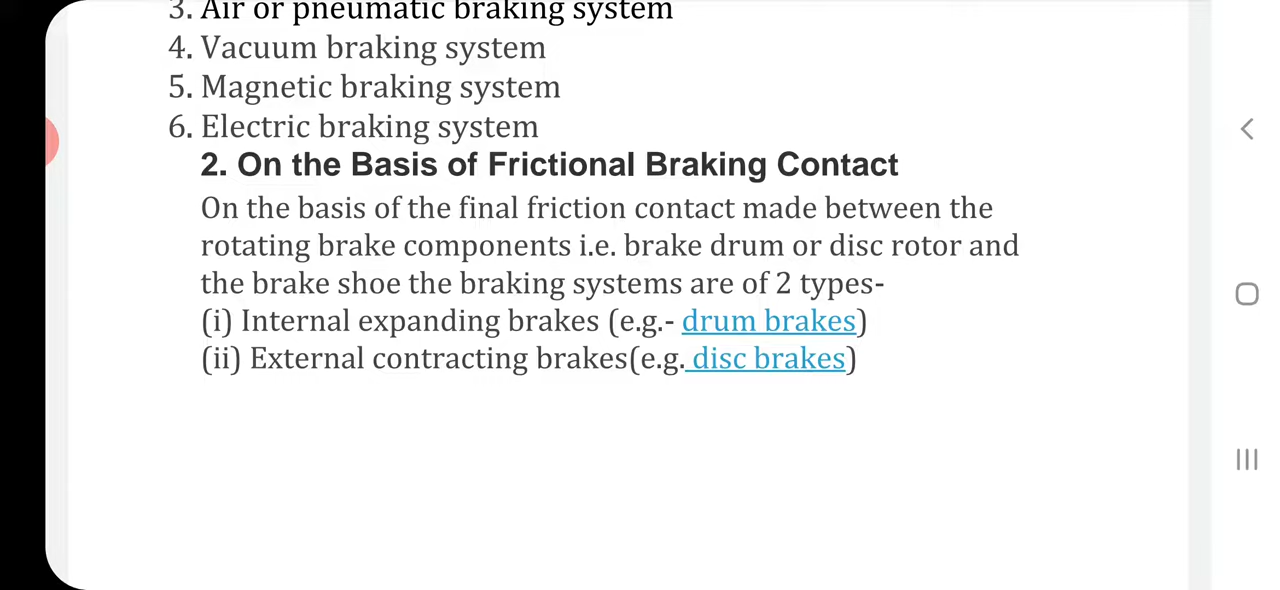 3. Air or pneumatic braking system
4. Vacuum braking system
5. Magnetic braking system
6. Electric braking system
2. On the Basis of Frictional Braking Contact
On the basis of the final friction contact made between the
rotating brake components i.e. brake drum or disc rotor and
the brake shoe the braking systems are of 2 types-
(i) Internal expanding brakes (e.g.- drum brakes)
(ii) External contracting brakes(e.g. disc brakes)